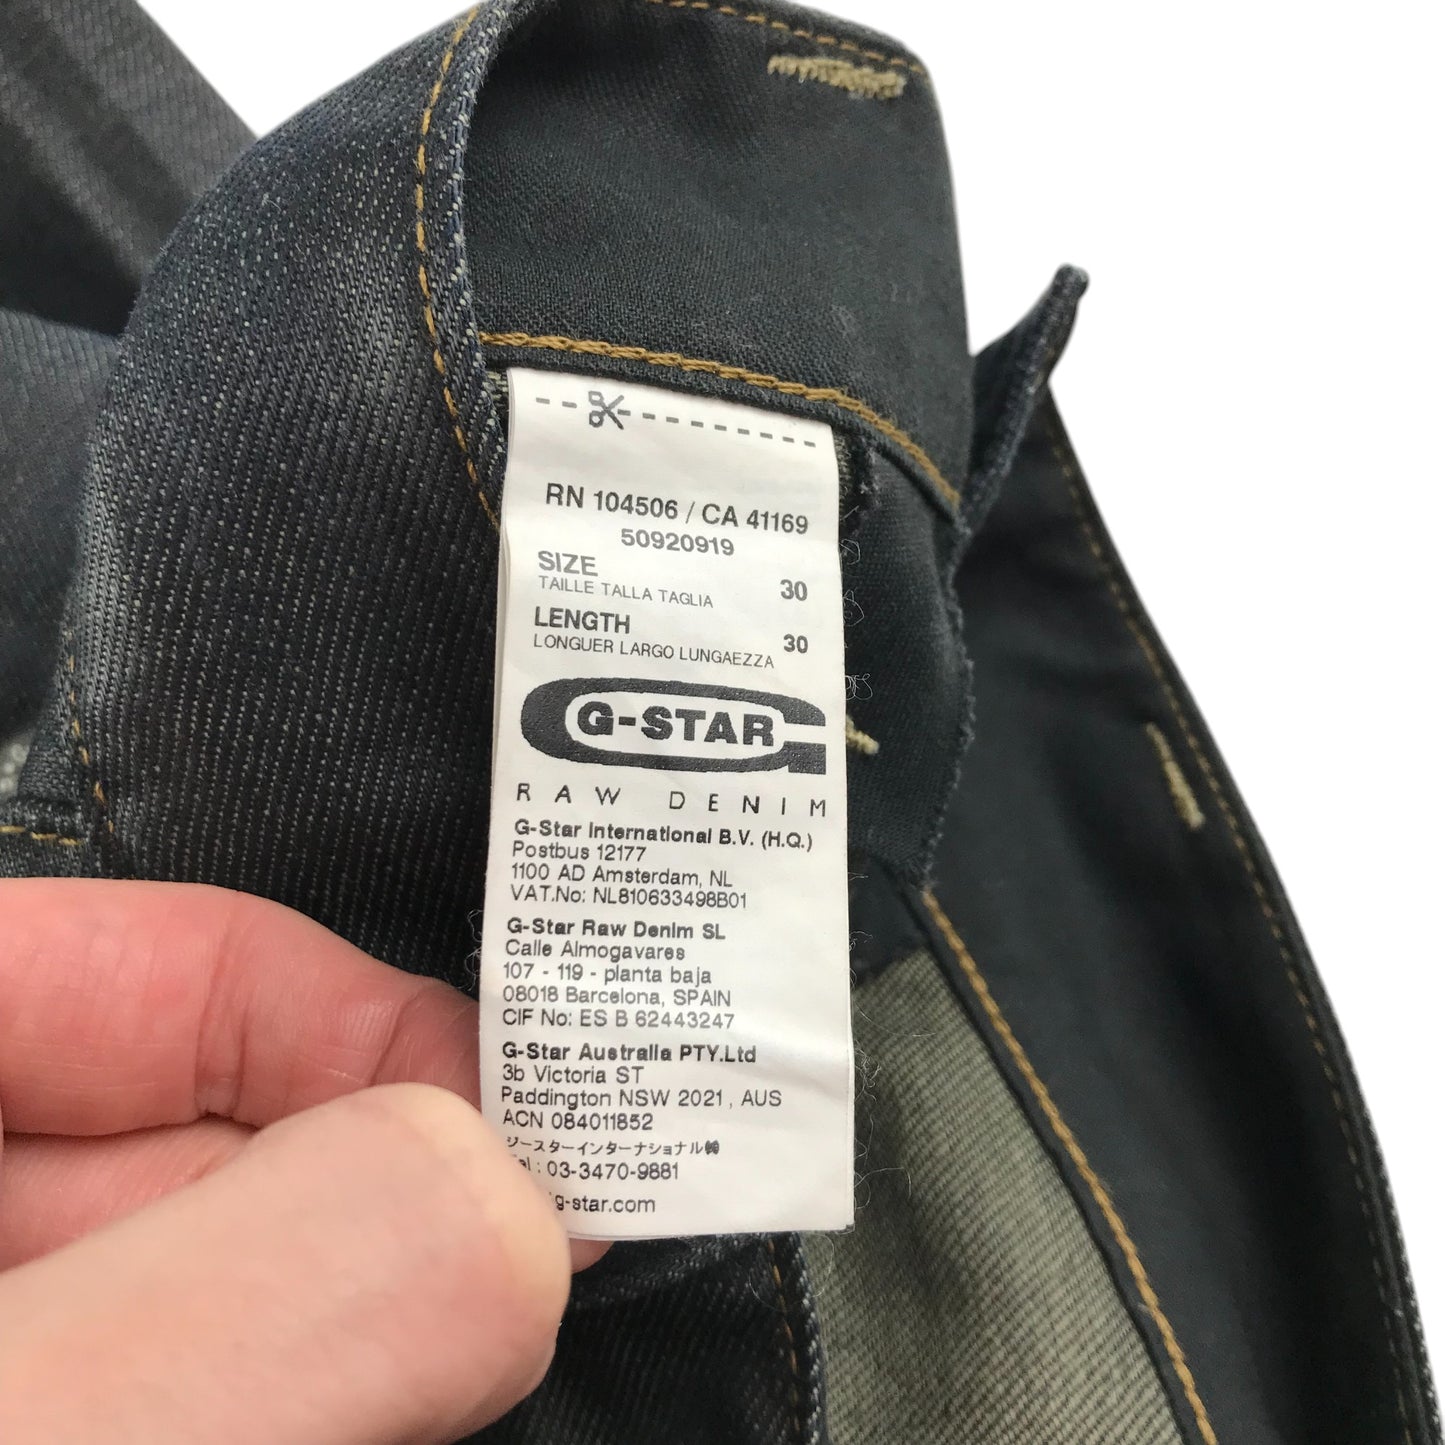 RN 104506 / CA 41169
50920919
SIZE 30
TAILLE TALLA TAGLIA
LENGTH 30
LONGUER LARGO LUNGAEZZA
G-STAR
RAW DENIM
G-Star International B.V. (H.Q.)
Postbus 12177
1100 AD Amsterdam, NL
VAT.No: NL810633498B01
G-Star Raw Denim SL
Calle Almogavares
107 - 119 - planta baja
08018 Barcelona, SPAIN
CIF No: ES B 62443247
G-Star Australia PTY.Ltd
3b Victoria ST
Paddington NSW 2021, AUS
ACN 084011852
ジースターインターナショナル㈱
: 03-3470-9881
g-star.com